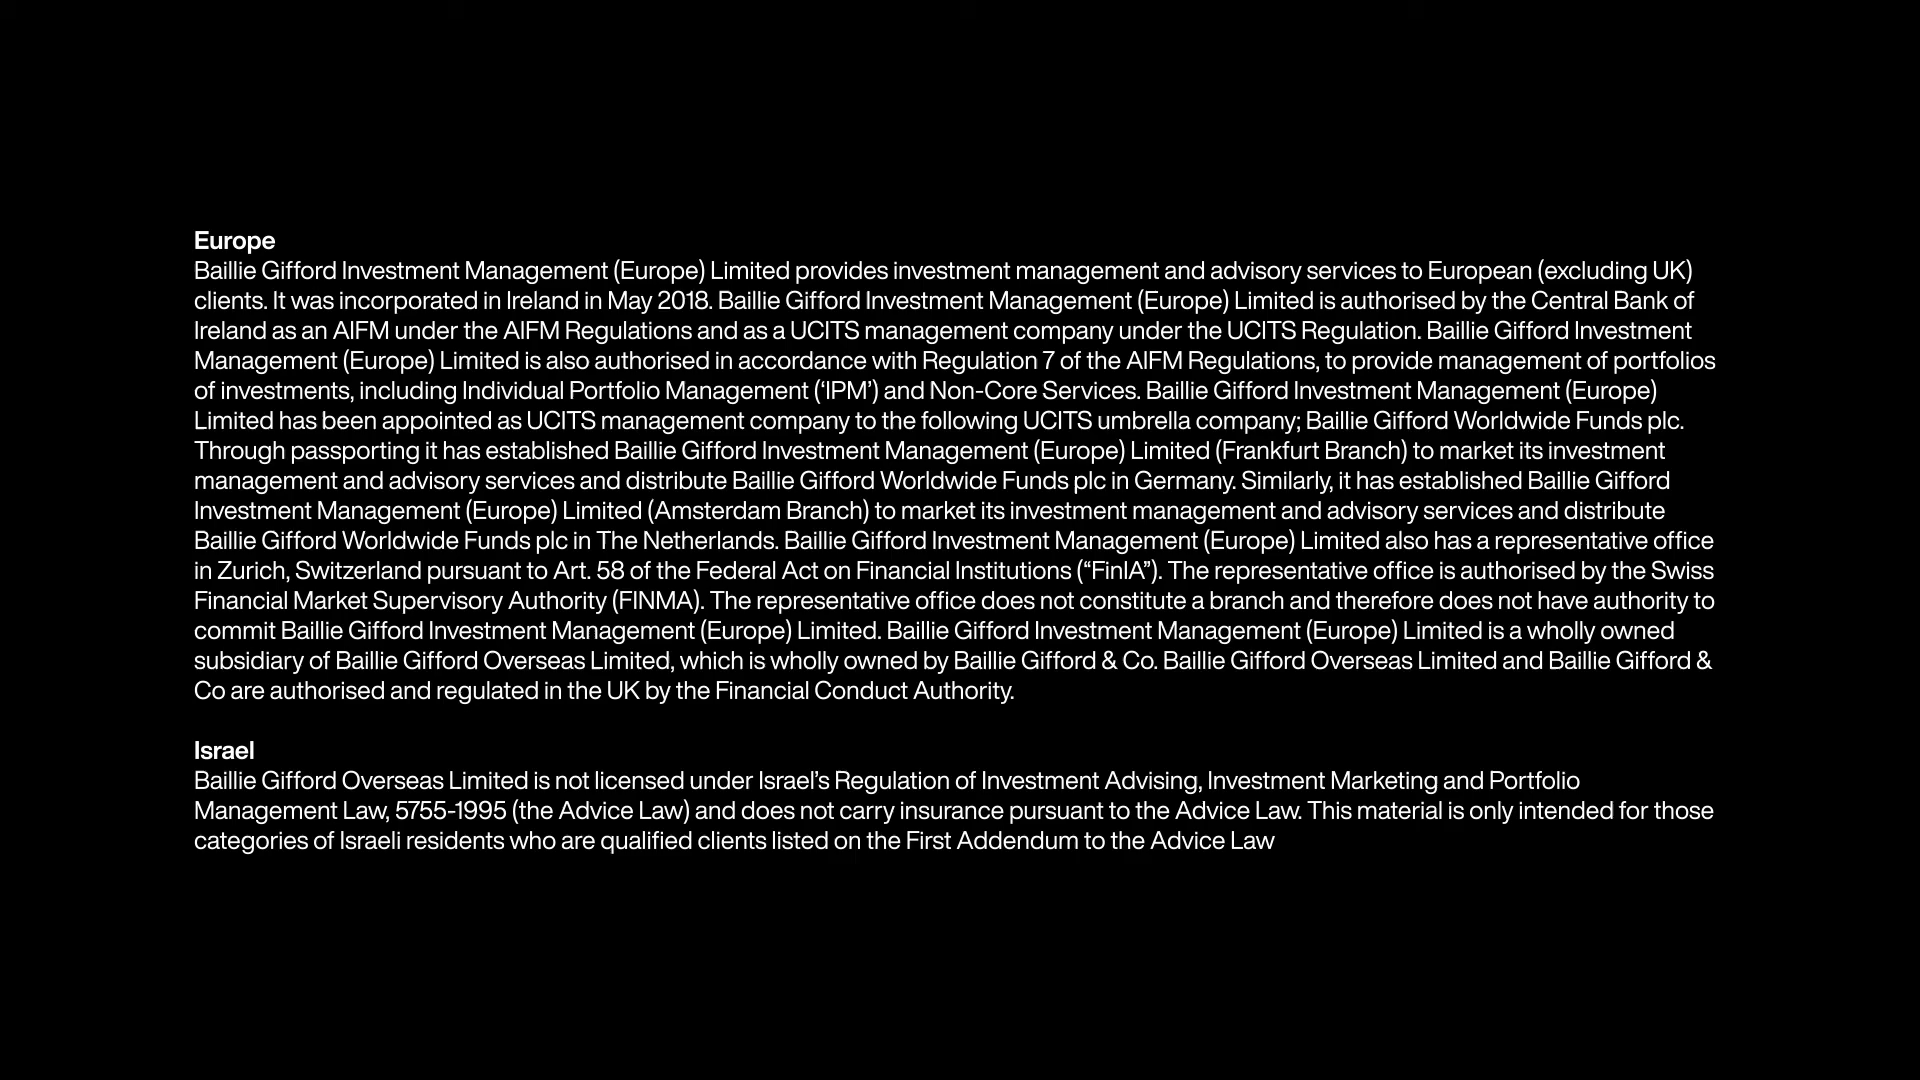 Europe
Baillie Gifford Investment Management (Europe) Limited provides investment management and advisory services to European (excluding UK)
clients. It was incorporated in Ireland in May 2018. Baillie Gifford Investment Management (Europe) Limited is authorised by the Central Bank of
Ireland as an AIFM under the AIFM Regulations and as a UCITS management company under the UCITS Regulation. Baillie Gifford Investment
Management (Europe) Limited is also authorised in accordance with Regulation 7 of the AIFM Regulations, to provide management of portfolios
of investments, including Individual Portfolio Management (‘IPM’) and Non-Core Services. Baillie Gifford Investment Management (Europe)
Limited has been appointed as UCITS management company to the following UCITS umbrella company; Baillie Gifford Worldwide Funds plc.
Through passporting it has established Baillie Gifford Investment Management (Europe) Limited (Frankfurt Branch) to market its investment
management and advisory services and distribute Baillie Gifford Worldwide Funds plc in Germany. Similarly, it has established Baillie Gifford
Investment Management (Europe) Limited (Amsterdam Branch) to market its investment management and advisory services and distribute
Baillie Gifford Worldwide Funds plc in The Netherlands. Baillie Gifford Investment Management (Europe) Limited also has a representative office
in Zurich, Switzerland pursuant to Art. 58 of the Federal Act on Financial Institutions (“FinIA”). The representative office is authorised by the Swiss
Financial Market Supervisory Authority (FINMA). The representative office does not constitute a branch and therefore does not have authority to
commit Baillie Gifford Investment Management (Europe) Limited. Baillie Gifford Investment Management (Europe) Limited is a wholly owned
subsidiary of Baillie Gifford Overseas Limited, which is wholly owned by Baillie Gifford & Co. Baillie Gifford Overseas Limited and Baillie Gifford &
Co are authorised and regulated in the UK by the Financial Conduct Authority.
Israel
Baillie Gifford Overseas Limited is not licensed under Israel’s Regulation of Investment Advising, Investment Marketing and Portfolio
Management Law, 5755-1995 (the Advice Law) and does not carry insurance pursuant to the Advice Law. This material is only intended for those
categories of Israeli residents who are qualified clients listed on the First Addendum to the Advice Law